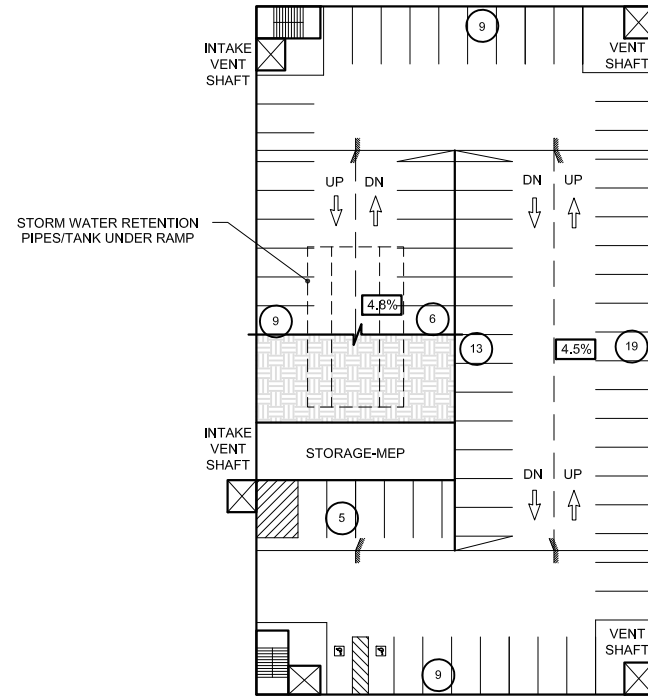 9
INTAKE
VENT
SHAFT
VENT
SHAFT
UP DN
DN UP
STORM WATER RETENTION
PIPES/TANK UNDER RAMP
4.8%
9
6
13
4.5%
19
INTAKE
VENT
SHAFT
STORAGE-MEP
DN UP
5
VENT
SHAFT
9